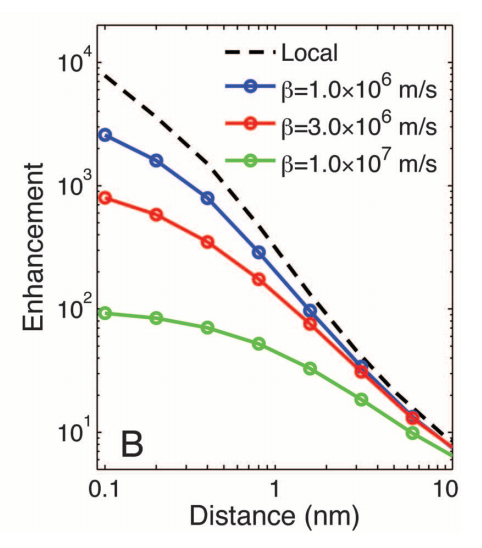 Enhancement
10⁴
10³
10²
10¹
Local
β=1.0×10⁶ m/s
β=3.0×10⁶ m/s
β=1.0×10⁷ m/s
B
0.1
1
10
Distance (nm)